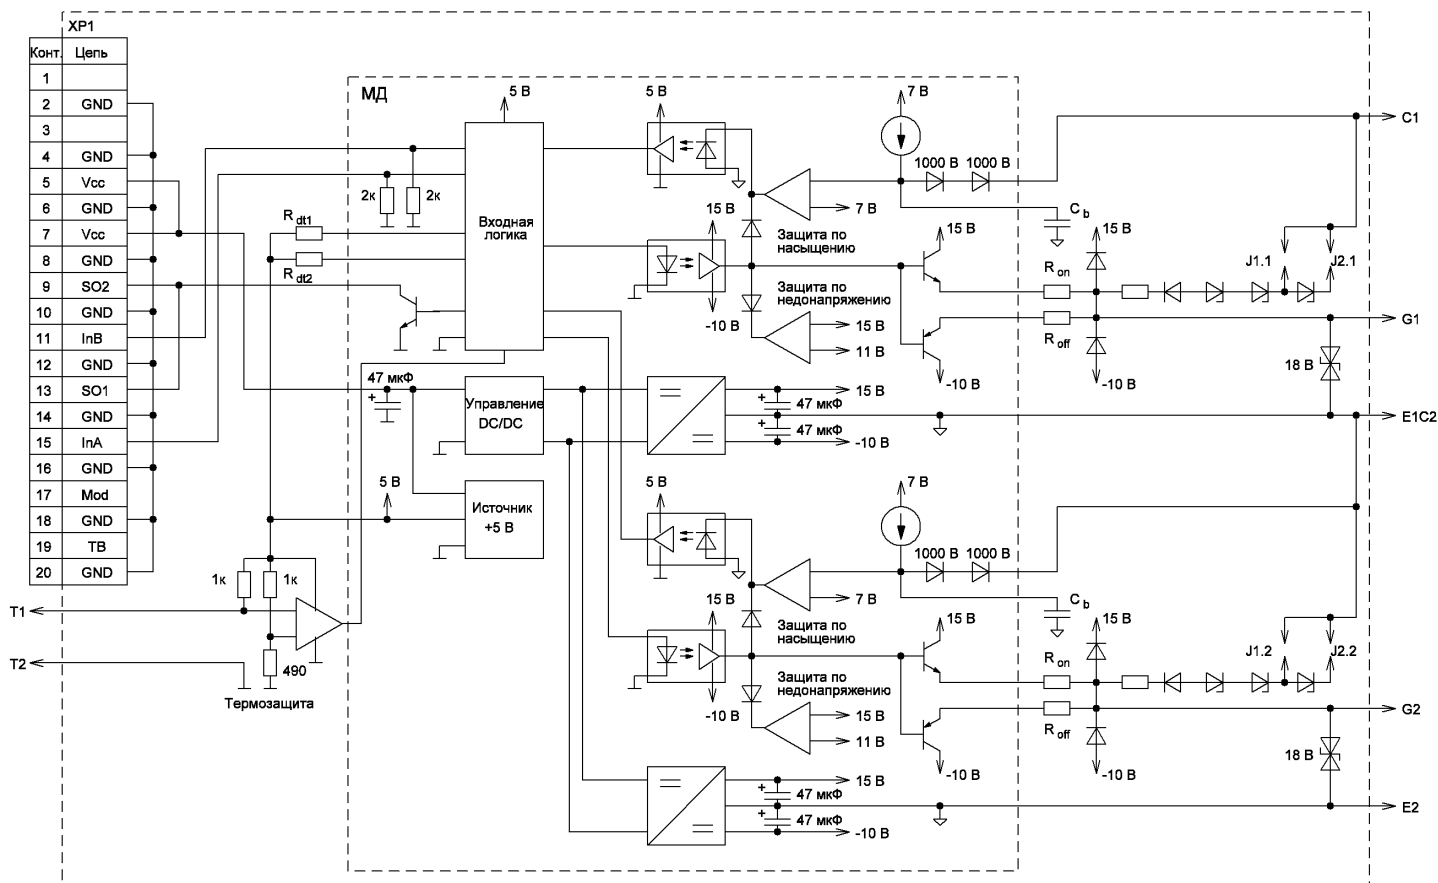 XP1
Конт. Цепь
1
2 GND
3
4 GND
5 Vcc
6 GND
7 Vcc
8 GND
9 SO2
10 GND
11 InB
12 GND
13 SO1
14 GND
15 InA
16 GND
17 Mod
18 GND
19 TB
20 GND
T1
T2
1к
1к
490
Термозащита
R dt1
R dt2
МД
2к
2к
5 В
Входная
логика
47 мкФ
+
Управление
DC/DC
5 В
Источник
+5 В
5 В
7 В
1000 В 1000 В
C1
7 В
C b
15 В
Защита по
насыщению
15 В
15 В
R on
J1.1
J2.1
Защита по
недонапряжению
-10 В
15 В
11 В
R off
-10 В
-10 В
G1
18 В
+
47 мкФ
15 В
+
47 мкФ
-10 В
E1C2
5 В
7 В
1000 В 1000 В
7 В
C b
15 В
Защита по
насыщению
15 В
15 В
R on
J1.2
J2.2
Защита по
недонапряжению
-10 В
15 В
11 В
R off
-10 В
-10 В
G2
18 В
+
47 мкФ
15 В
+
47 мкФ
-10 В
E2